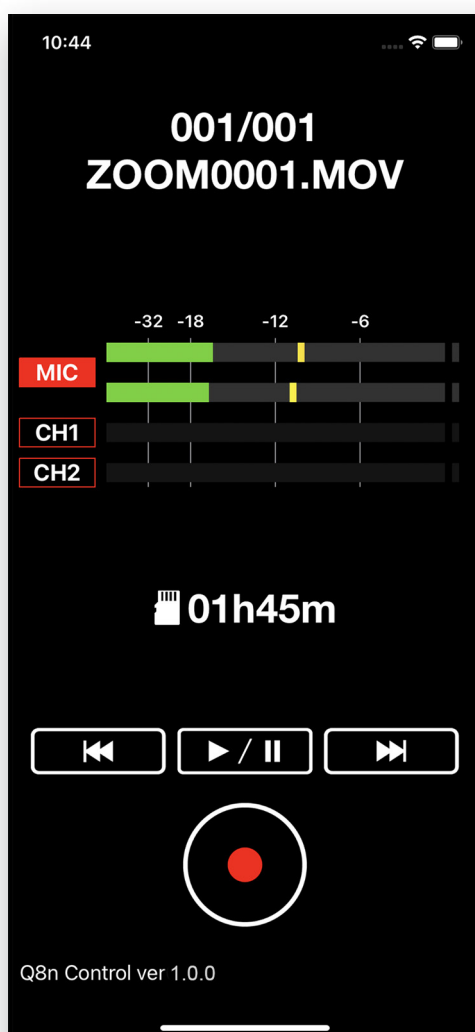 10:44
001/001
ZOOM0001.MOV
-32 -18 -12 -6
MIC
CH1
CH2
01h45m
Q8n Control ver 1.0.0